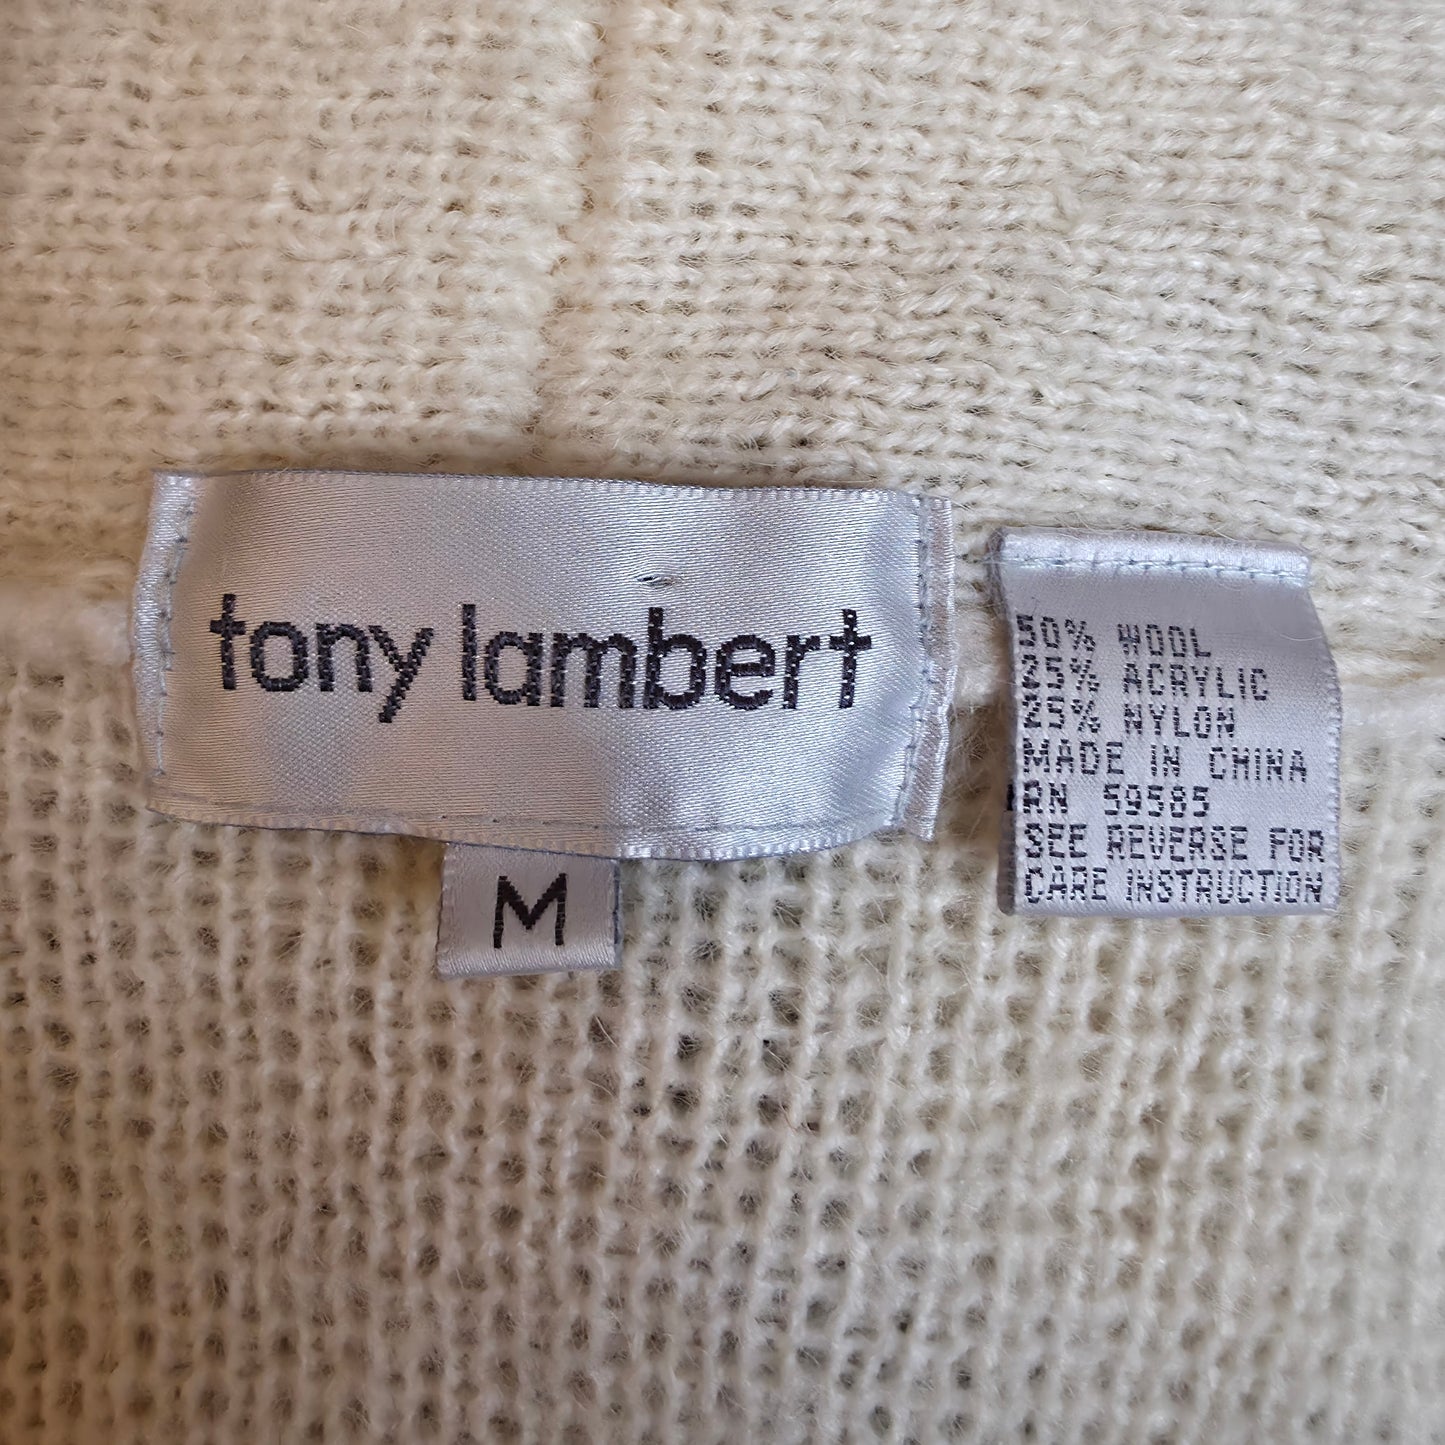 tony lambert
M
50% WOOL
25% ACRYLIC
25% NYLON
MADE IN CHINA
RN 59585
SEE REVERSE FOR
CARE INSTRUCTION